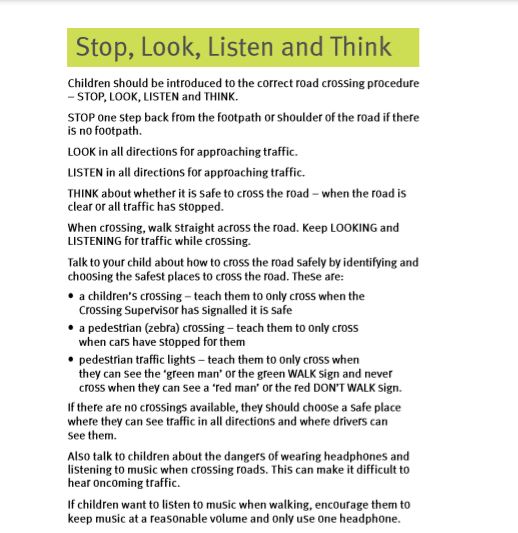 Stop, Look, Listen and Think
Children should be introduced to the correct road crossing procedure
– STOP, LOOK, LISTEN and THINK.
STOP one step back from the footpath or shoulder of the road if there
is no footpath.
LOOK in all directions for approaching traffic.
LISTEN in all directions for approaching traffic.
THINK about whether it is safe to cross the road – when the road is
clear or all traffic has stopped.
When crossing, walk straight across the road. Keep LOOKING and
LISTENING for traffic while crossing.
Talk to your child about how to cross the road safely by identifying and
choosing the safest places to cross the road. These are:
• a children's crossing – teach them to only cross when the
Crossing Supervisor has signalled it is safe
• a pedestrian (zebra) crossing – teach them to only cross
when cars have stopped for them
• pedestrian traffic lights – teach them to only cross when
they can see the 'green man' or the green WALK sign and never
cross when they can see a 'red man' or the red DON'T WALK sign.
If there are no crossings available, they should choose a safe place
where they can see traffic in all directions and where drivers can
see them.
Also talk to children about the dangers of wearing headphones and
listening to music when crossing roads. This can make it difficult to
hear oncoming traffic.
If children want to listen to music when walking, encourage them to
keep music at a reasonable volume and only use one headphone.